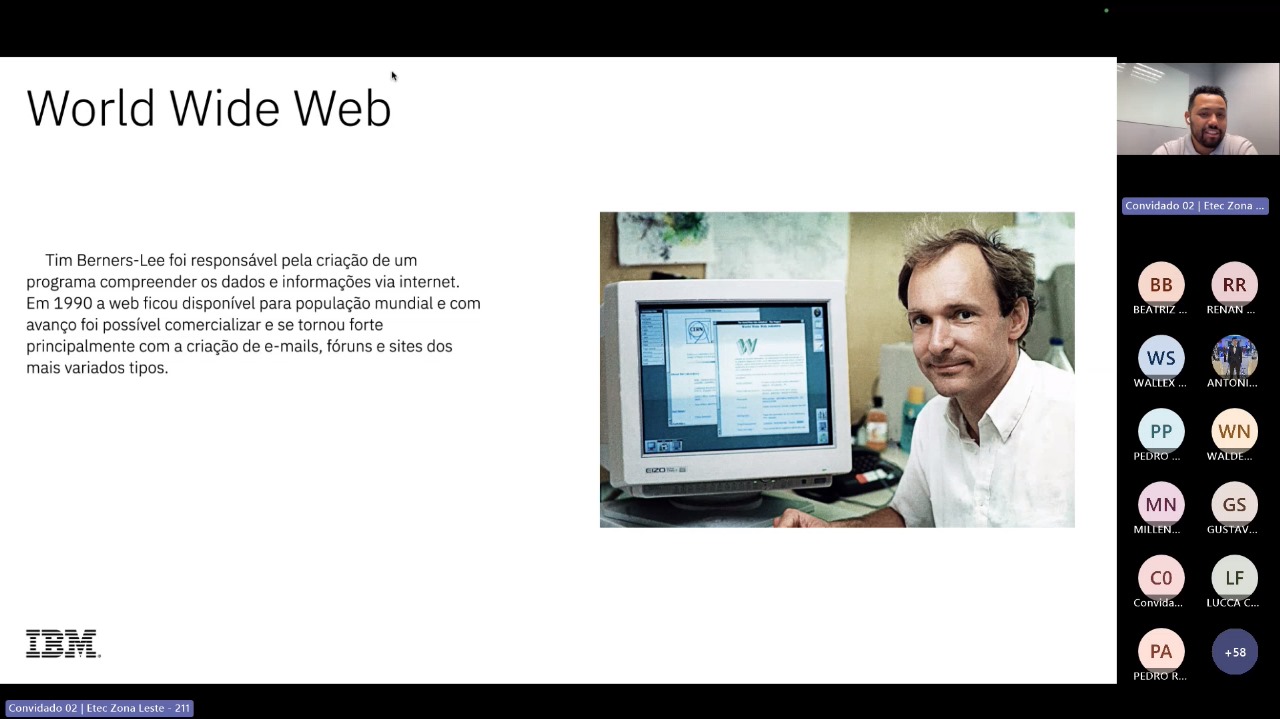 World Wide Web
Tim Berners-Lee foi responsável pela criação de um
programa compreender os dados e informações via internet.
Em 1990 a web ficou disponível para população mundial e com
avanço foi possível comercializar e se tornou forte
principalmente com a criação de e-mails, fóruns e sites dos
mais variados tipos.
CERN
W
EIZO
IBM
Convidado 02 | Etec Zona Leste - 211
Convidado 02 | Etec Zona ...
BB
RR
BEATRIZ ...
RENAN ...
WS
WALLEX ...
ANTONI...
PP
WN
PEDRO ...
WALDE...
MN
GS
MILLEN...
GUSTAV...
C0
LF
Convida...
LUCCA C...
PA
+58
PEDRO R...